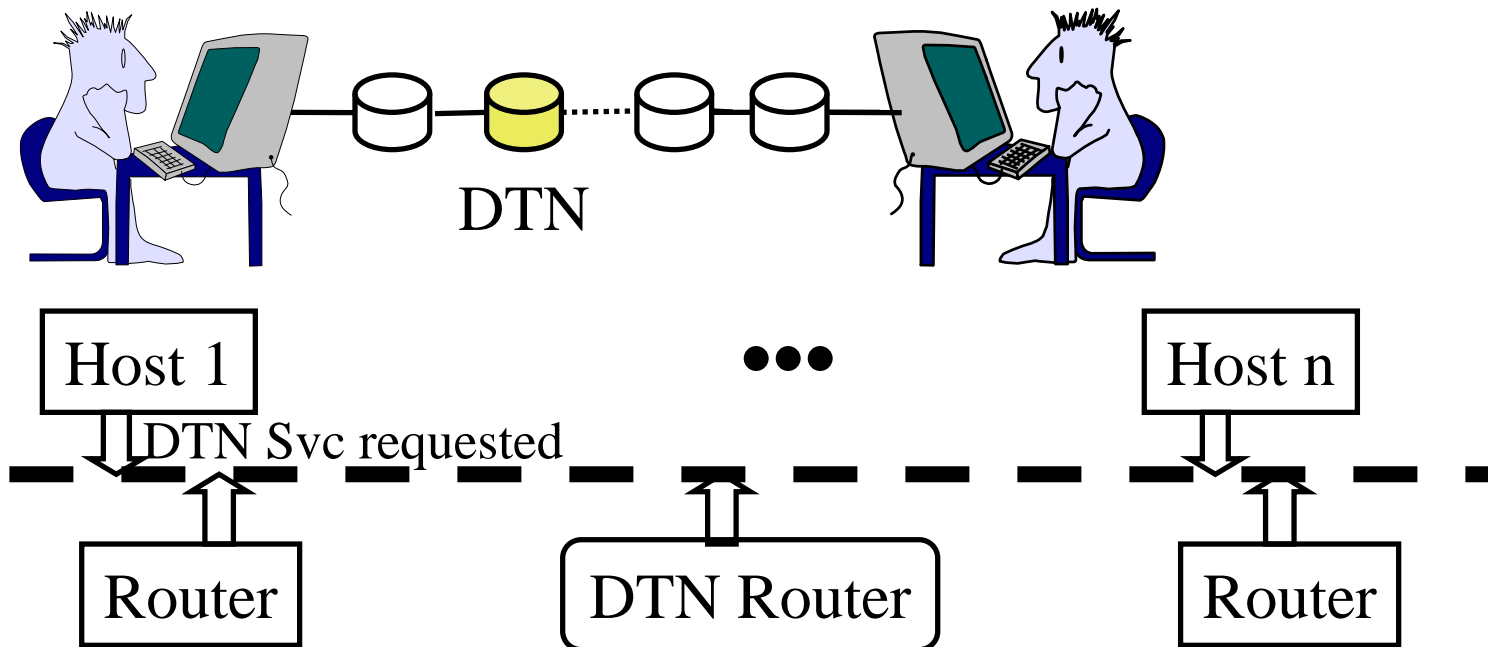 DTN
Host 1
•••
Host n
DTN Svc requested
Router
DTN Router
Router